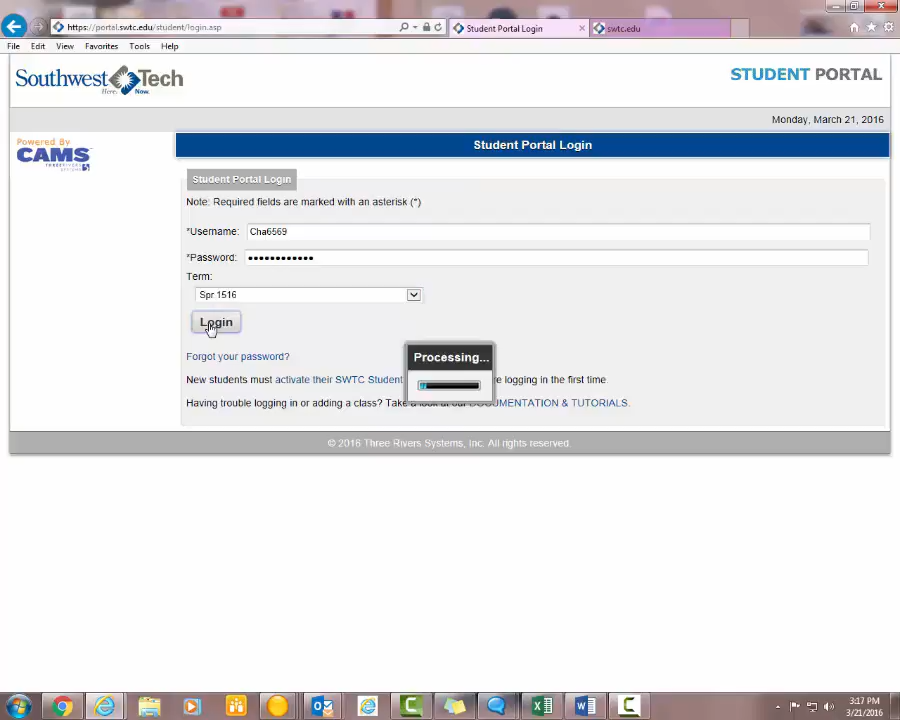 https://portal.swtc.edu/student/login.asp
Student Portal Login
swtc.edu
File Edit View Favorites Tools Help
Southwest Tech
Here. Now.
STUDENT PORTAL
Monday, March 21, 2016
Powered By
CAMS
THREE RIVERS
SYSTEMS
Student Portal Login
Student Portal Login
Note: Required fields are marked with an asterisk (*)
*Username: Cha6569
*Password: ••••••••••••
Term:
Spr 1516
Login
Processing...
Forgot your password?
New students must activate their SWTC Student re logging in the first time.
Having trouble logging in or adding a class? Take a look at our DOCUMENTATION & TUTORIALS.
© 2016 Three Rivers Systems, Inc. All rights reserved.
3:17 PM
3/21/2016